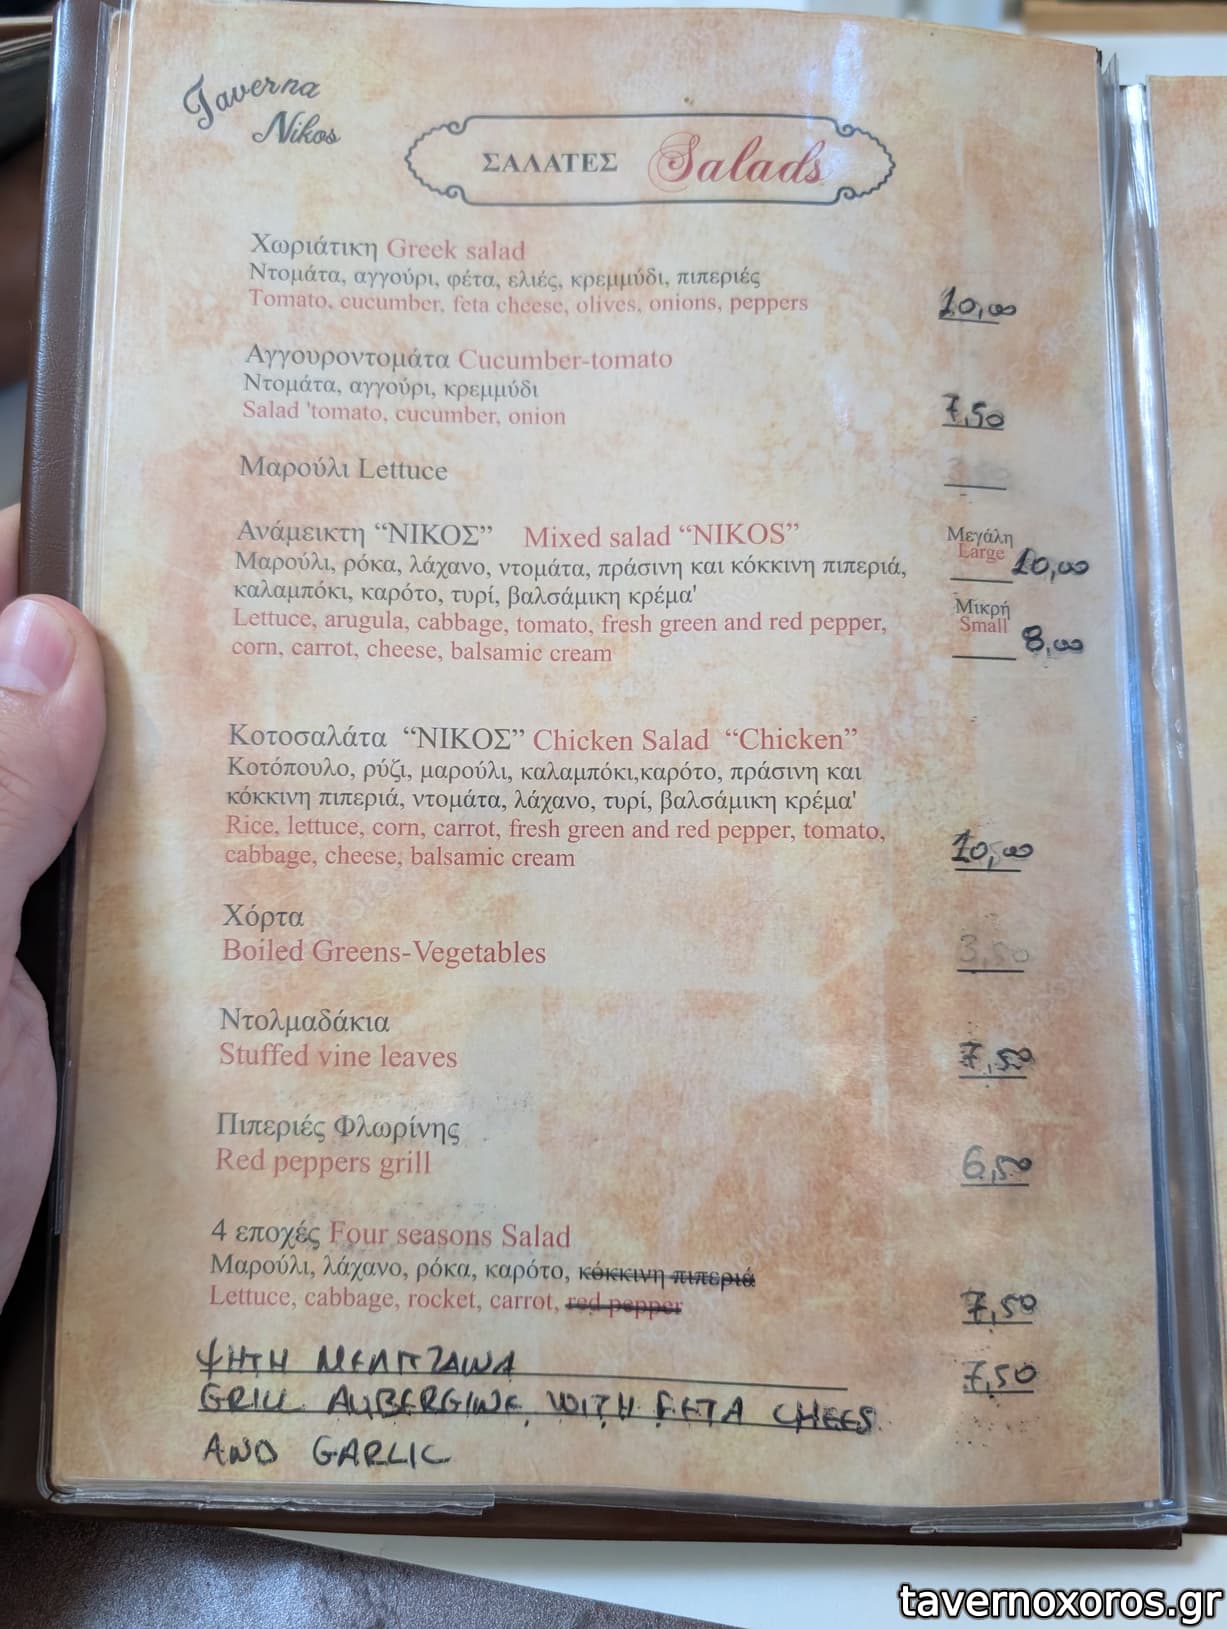 Taverna
Nikos
ΣΑΛΑΤΕΣ Salads
Χωριάτικη Greek salad
Ντομάτα, αγγούρι, φέτα, ελιές, κρεμμύδι, πιπεριές
Tomato, cucumber, feta cheese, olives, onions, peppers
10,00
Αγγουροντομάτα Cucumber-tomato
Ντομάτα, αγγούρι, κρεμμύδι
Salad 'tomato, cucumber, onion
7,50
Μαρούλι Lettuce
Ανάμεικτη “ΝΙΚΟΣ” Mixed salad “NIKOS”
Μαρούλι, ρόκα, λάχανο, ντομάτα, πράσινη και κόκκινη πιπεριά,
καλαμπόκι, καρότο, τυρί, βαλσάμικη κρέμα'
Lettuce, arugula, cabbage, tomato, fresh green and red pepper,
corn, carrot, cheese, balsamic cream
Μεγάλη
Large 10,00
Μικρή
Small 8,00
Κοτοσαλάτα “ΝΙΚΟΣ” Chicken Salad “Chicken”
Κοτόπουλο, ρύζι, μαρούλι, καλαμπόκι,καρότο, πράσινη και
κόκκινη πιπεριά, ντομάτα, λάχανο, τυρί, βαλσάμικη κρέμα'
Rice, lettuce, corn, carrot, fresh green and red pepper, tomato,
cabbage, cheese, balsamic cream
10,00
Χόρτα
Boiled Greens-Vegetables
3,50
Ντολμαδάκια
Stuffed vine leaves
7,50
Πιπεριές Φλωρίνης
Red peppers grill
6,50
4 εποχές Four seasons Salad
Μαρούλι, λάχανο, ρόκα, καρότο, κόκκινη πιπεριά
Lettuce, cabbage, rocket, carrot, red pepper
7,50
ΨΗΤΗ ΜΕΛΙΤΖΑΝΑ
7,50
GRILL AUBERGINE WITH FETA CHEES
AND GARLIC
tavernoxoros.gr